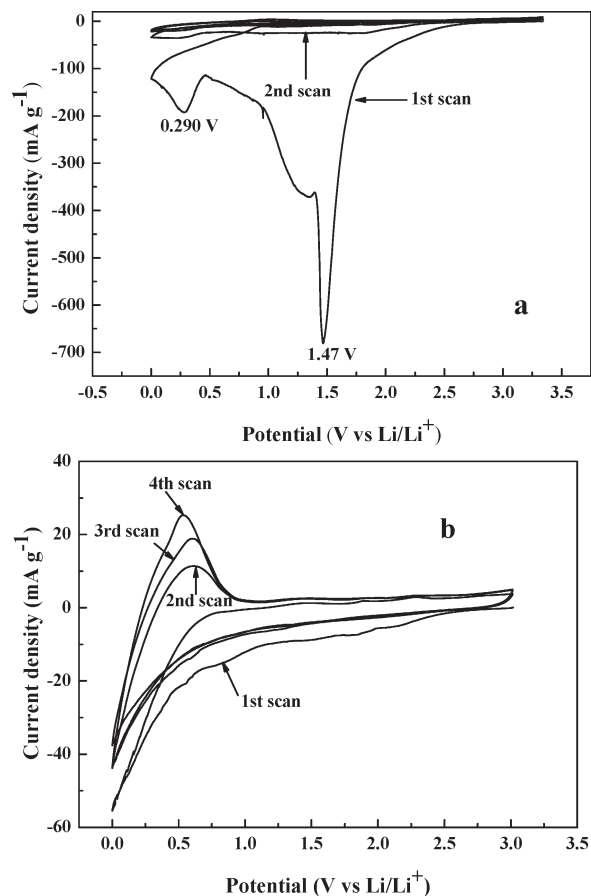 0
-100
-200
-300
-400
-500
-600
-700
Current density (mA g-1)
2nd scan
1st scan
0.290 V
1.47 V
a
-0.5 0.0 0.5 1.0 1.5 2.0 2.5 3.0 3.5
Potential (V vs Li/Li+)
40
20
0
-20
-40
-60
Current density (mA g-1)
4th scan
3rd scan
2nd scan
1st scan
b
0.0 0.5 1.0 1.5 2.0 2.5 3.0 3.5
Potential (V vs Li/Li+)